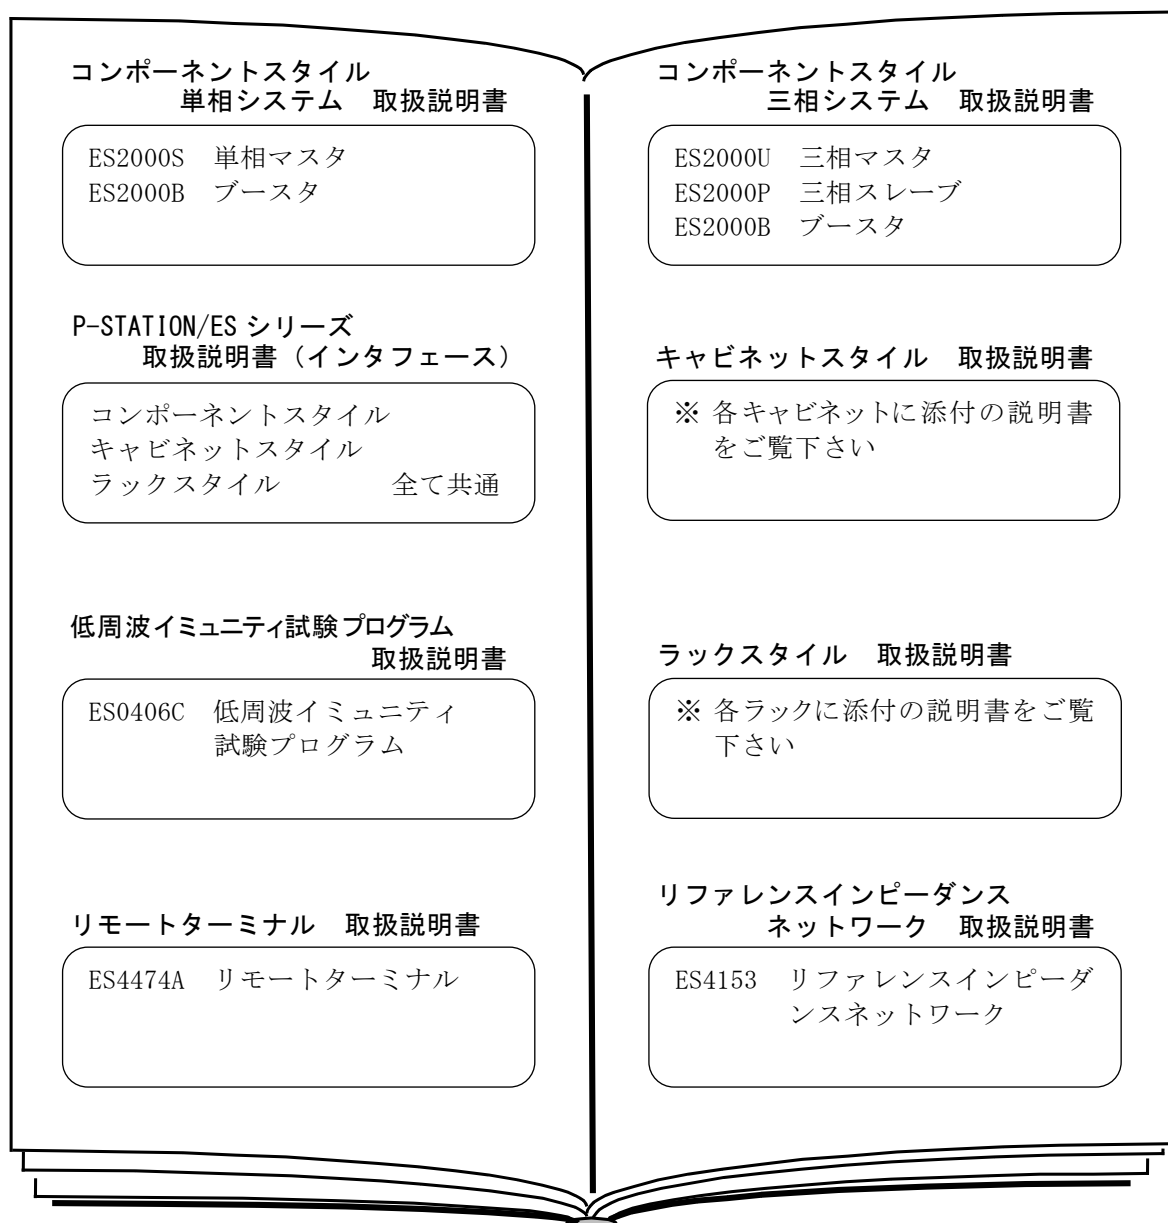 コンポーネントスタイル
単相システム　取扱説明書
ES2000S　単相マスタ
ES2000B　ブースタ
P-STATION/ES シリーズ
取扱説明書（インタフェース）
コンポーネントスタイル
キャビネットスタイル
ラックスタイル　　　全て共通
低周波イミュニティ試験プログラム
取扱説明書
ES0406C　低周波イミュニティ
試験プログラム
リモートターミナル　取扱説明書
ES4474A　リモートターミナル
コンポーネントスタイル
三相システム　取扱説明書
ES2000U　三相マスタ
ES2000P　三相スレーブ
ES2000B　ブースタ
キャビネットスタイル　取扱説明書
※ 各キャビネットに添付の説明書
をご覧下さい
ラックスタイル　取扱説明書
※ 各ラックに添付の説明書をご覧
下さい
リファレンスインピーダンス
ネットワーク　取扱説明書
ES4153　リファレンスインピーダ
ンスネットワーク